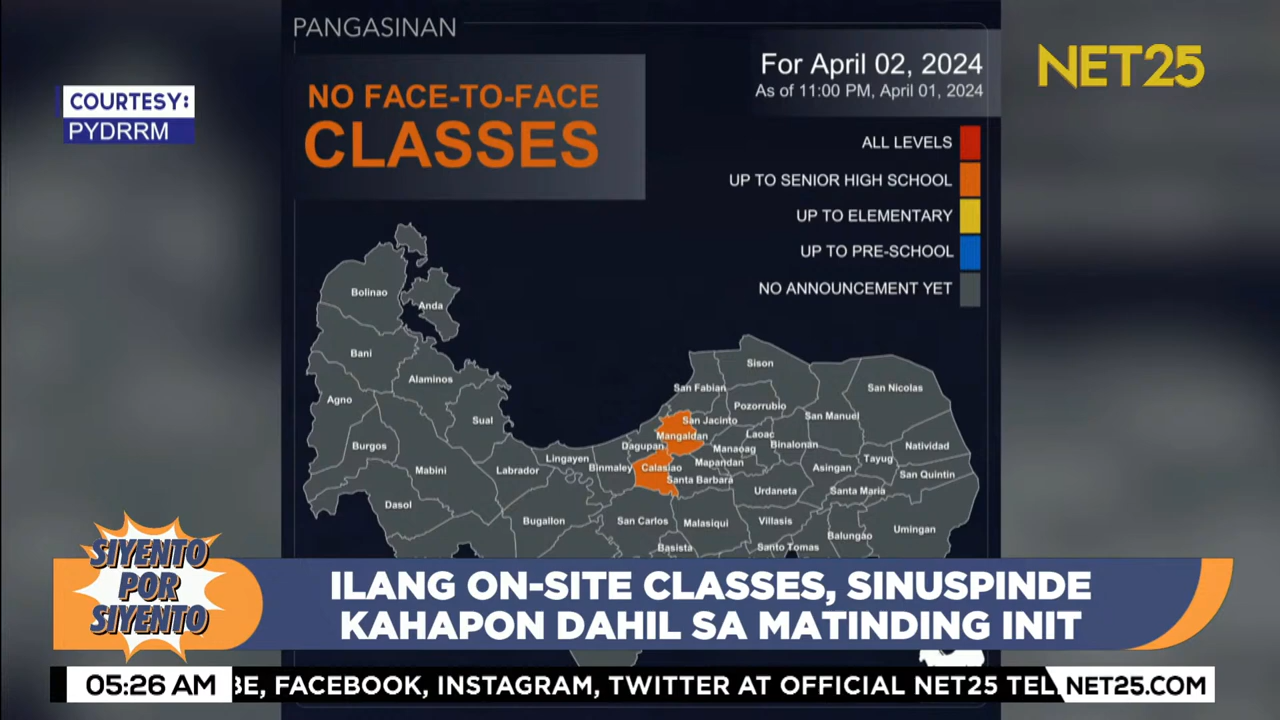 PANGASINAN
NO FACE-TO-FACE
CLASSES
For April 02, 2024
As of 11:00 PM, April 01, 2024
NET25
COURTESY:
PYDRRM
ALL LEVELS
UP TO SENIOR HIGH SCHOOL
UP TO ELEMENTARY
UP TO PRE-SCHOOL
NO ANNOUNCEMENT YET
Bolinao
Anda
Bani
Alaminos
Agno
Sual
Burgos
Mabini
Labrador
Lingayen
Binmaley
Dasol
Bugallon
Sison
San Fabian
San Nicolas
Pozorrubio
San Jacinto
San Manuel
Mangaldan
Laoac
Dagupan
Manaoag
Binalonan
Natividad
Calasiao
Mapandan
Asingan
Tayug
San Quintin
Santa Barbara
Urdaneta
Santa Maria
San Carlos
Malasiqui
Villasis
Balungao
Umingan
Basista
Santo Tomas
SIYENTO
POR
SIYENTO
ILANG ON-SITE CLASSES, SINUSPINDE
KAHAPON DAHIL SA MATINDING INIT
05:26 AM
BE, FACEBOOK, INSTAGRAM, TWITTER AT OFFICIAL NET25 TEL
NET25.COM